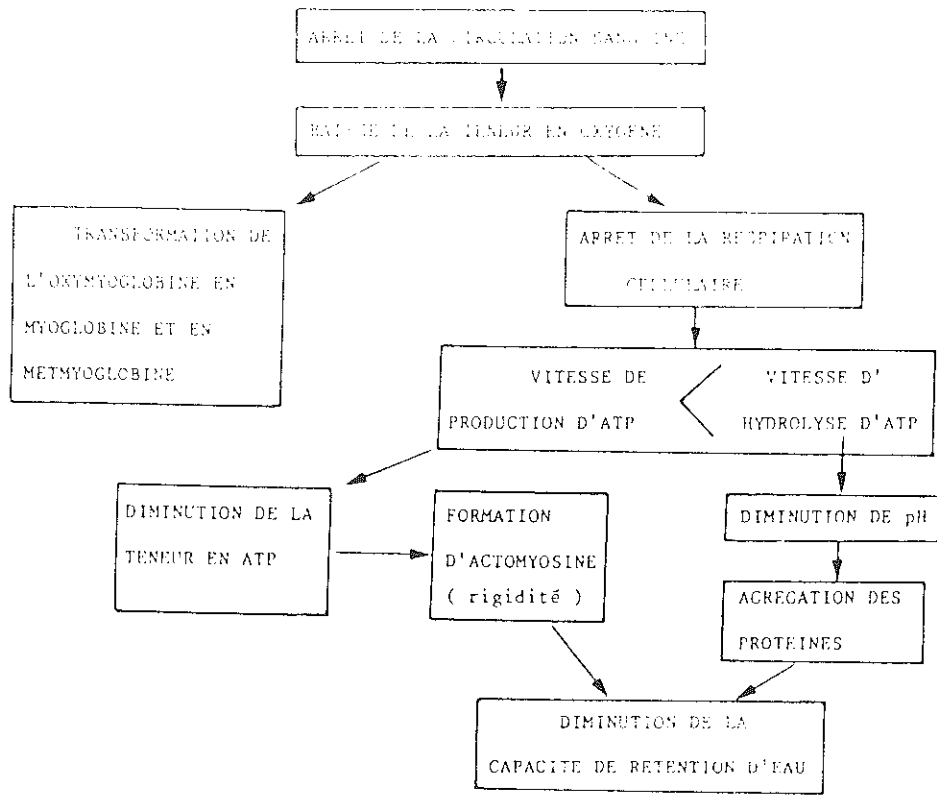 ARRET DE LA CIRCULATION SANGUINE
BAISSE DE LA TENEUR EN OXYGENE
TRANSFORMATION DE
L'OXYMYOGLOBINE EN
MYOGLOBINE ET EN
METMYOGLOBINE
ARRET DE LA RESPIRATION
CELLULAIRE
VITESSE DE
PRODUCTION D'ATP
<
VITESSE D'
HYDROLYSE D'ATP
DIMINUTION DE LA
TENEUR EN ATP
FORMATION
D'ACTOMYOSINE
( rigidité )
DIMINUTION DE pH
AGREGATION DES
PROTEINES
DIMINUTION DE LA
CAPACITE DE RETENTION D'EAU